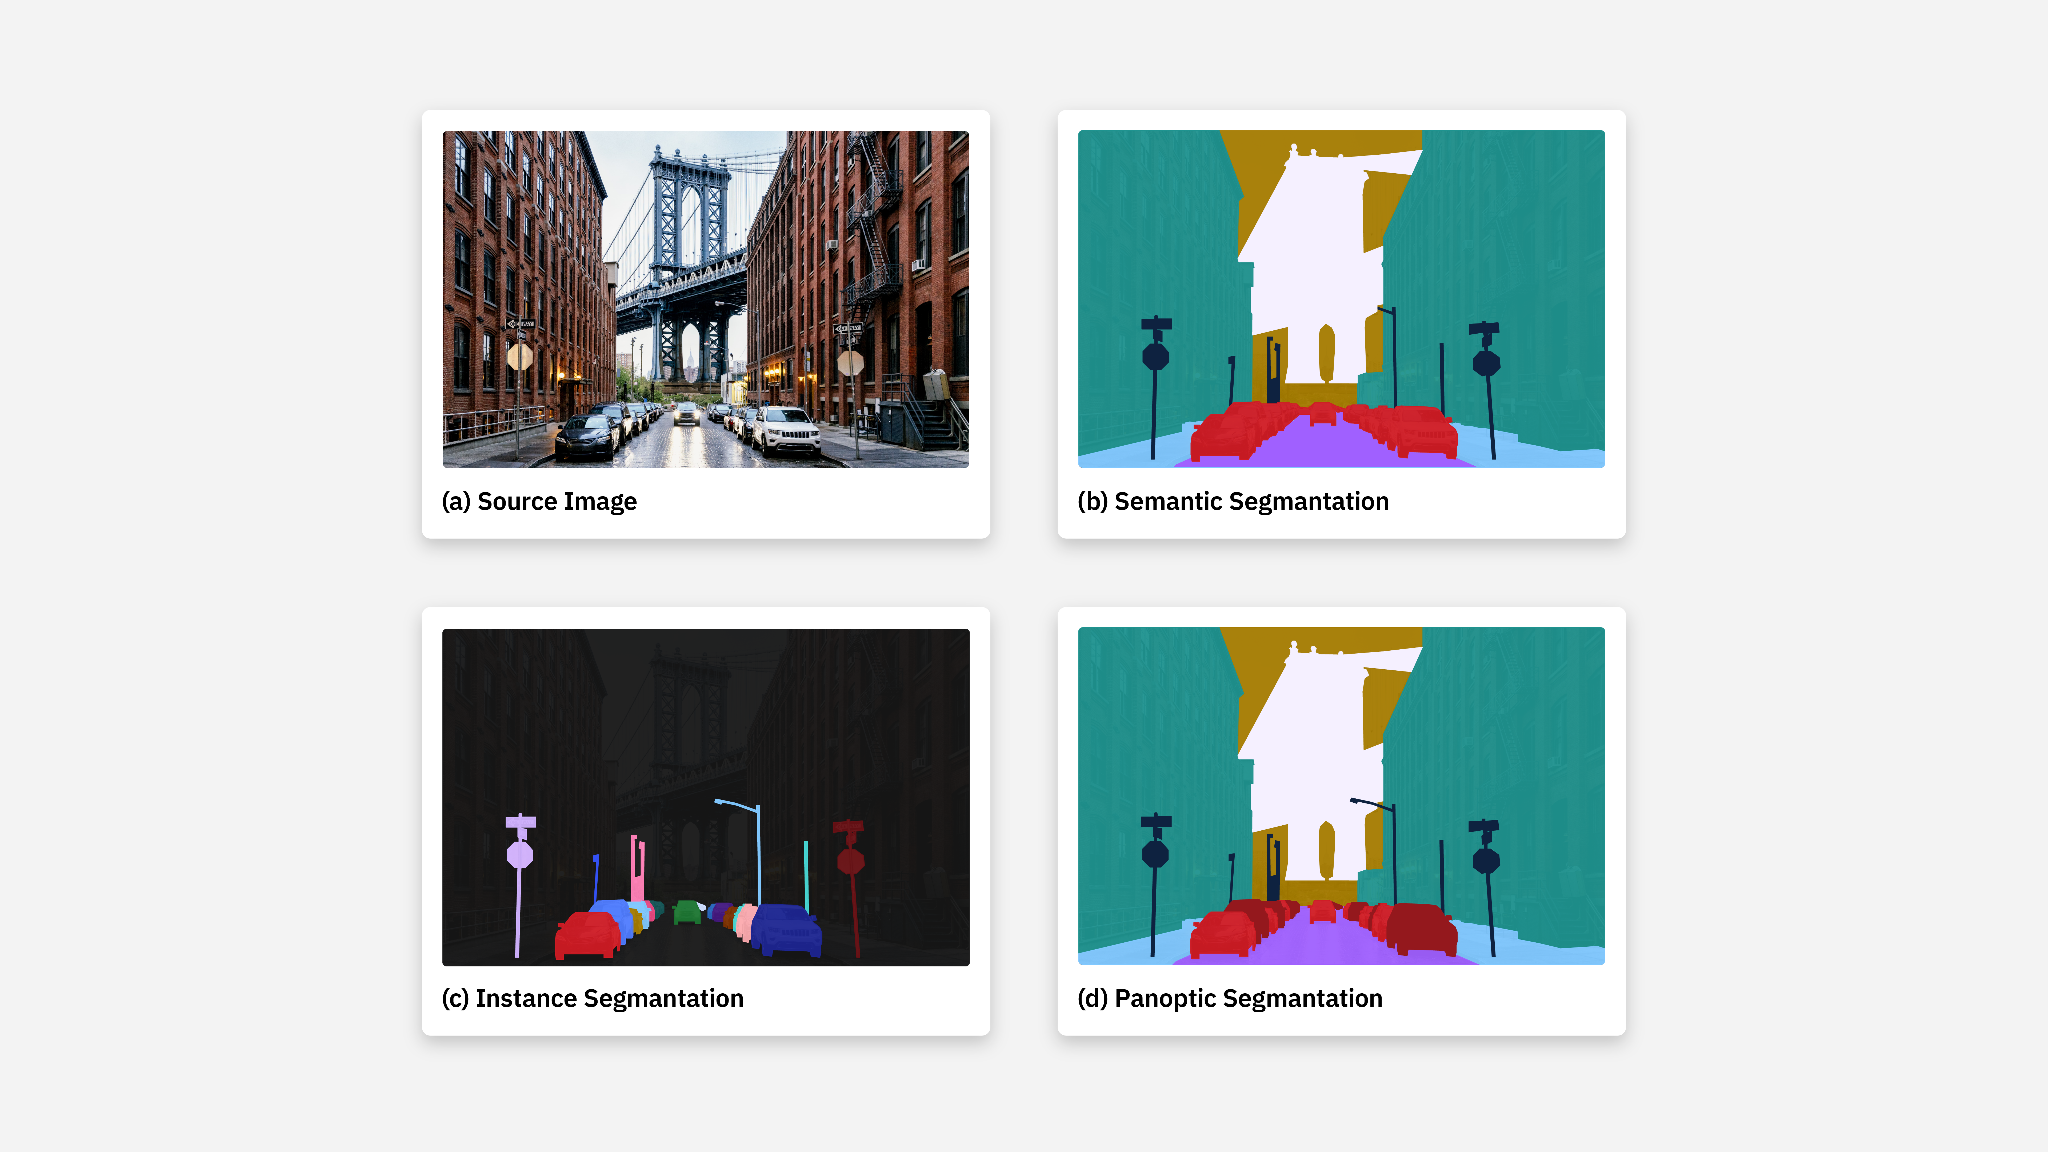 (a) Source Image
(b) Semantic Segmantation
(c) Instance Segmantation
(d) Panoptic Segmantation